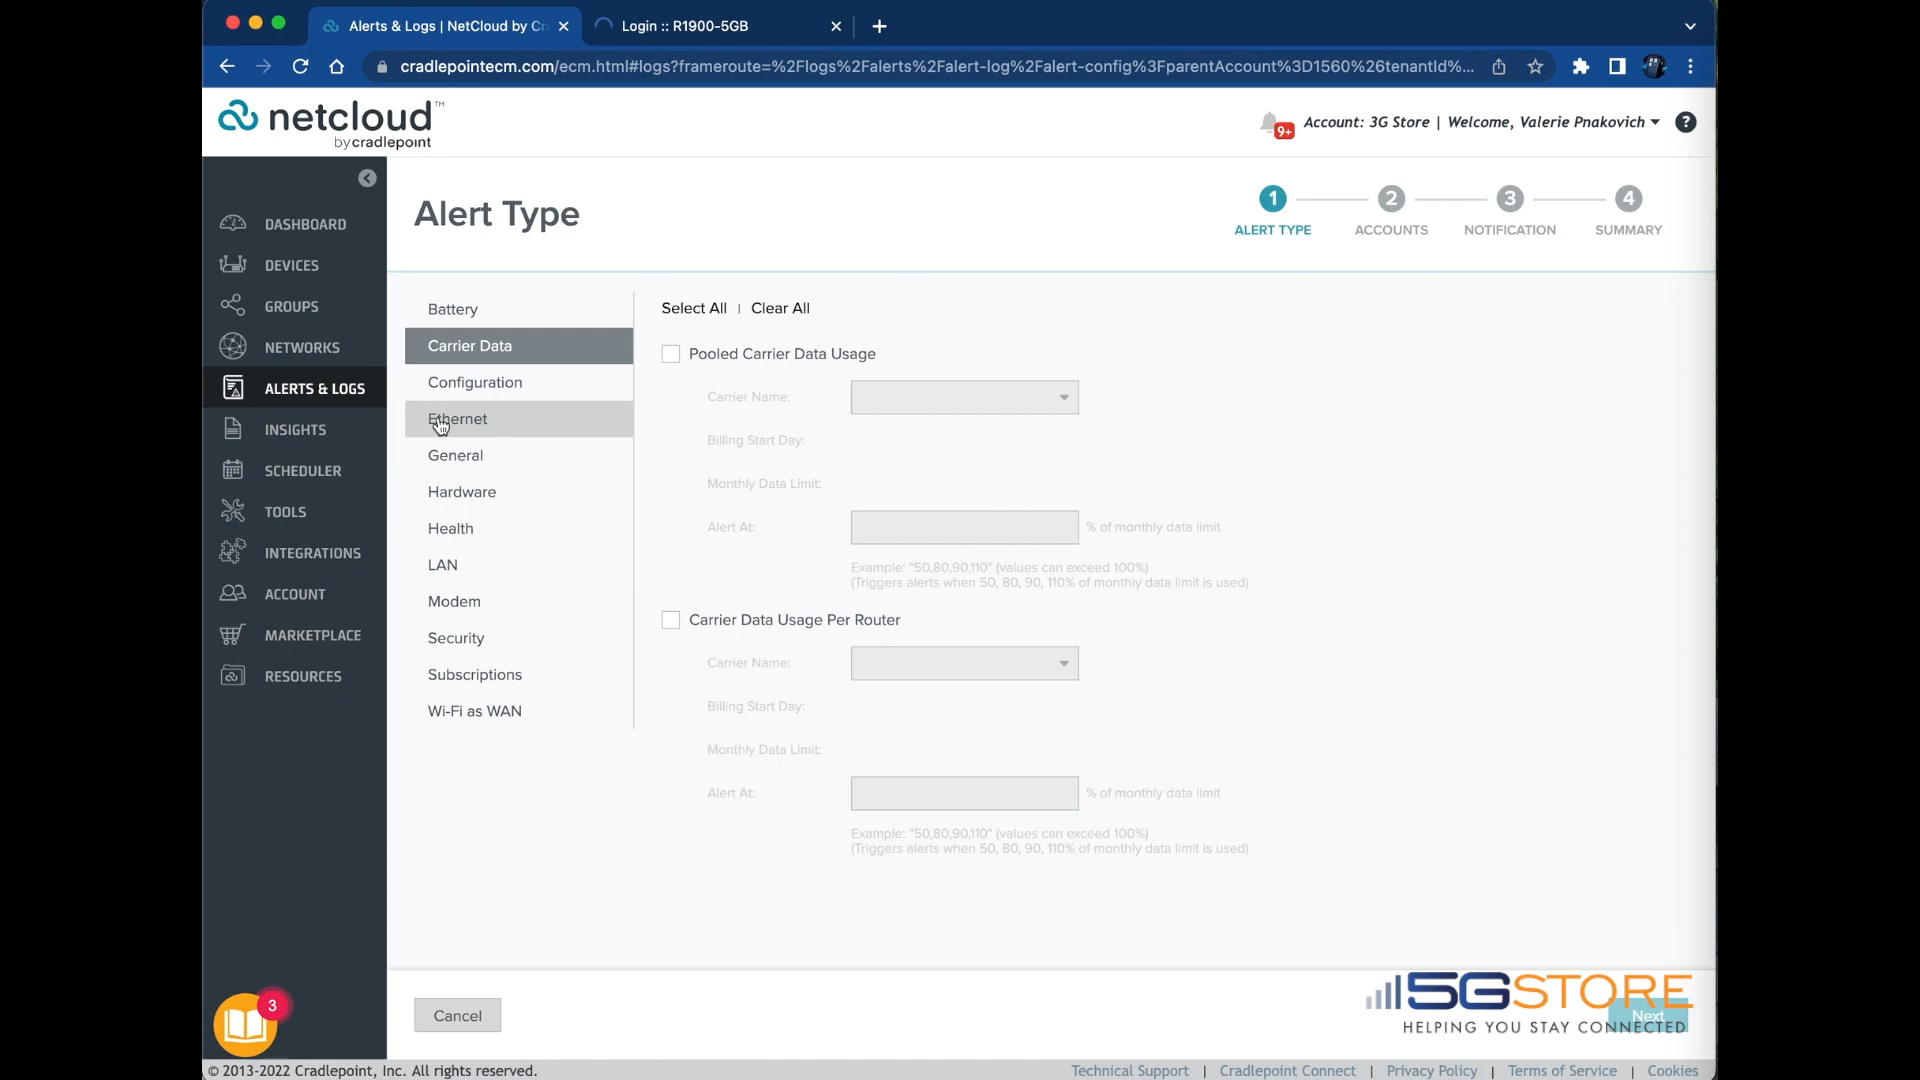 Alerts & Logs | NetCloud by Cr
Login :: R1900-5GB
cradlepointecm.com/ecm.html#logs?frameroute=%2Flogs%2Falerts%2Falert-log%2Falert-config%3FparentAccount%3D1560%26tenantId%...
netcloud™
by cradlepoint
9+
Account: 3G Store | Welcome, Valerie Pnakovich
?
DASHBOARD
DEVICES
GROUPS
NETWORKS
ALERTS & LOGS
INSIGHTS
SCHEDULER
TOOLS
INTEGRATIONS
ACCOUNT
MARKETPLACE
RESOURCES
3
Alert Type
1
2
3
4
ALERT TYPE
ACCOUNTS
NOTIFICATION
SUMMARY
Battery
Carrier Data
Configuration
Ethernet
General
Hardware
Health
LAN
Modem
Security
Subscriptions
Wi-Fi as WAN
Select All | Clear All
Pooled Carrier Data Usage
Carrier Name:
Billing Start Day:
Monthly Data Limit:
Alert At:
% of monthly data limit
Example: "50,80,90,110" (values can exceed 100%)
(Triggers alerts when 50, 80, 90, 110% of monthly data limit is used)
Carrier Data Usage Per Router
Carrier Name:
Billing Start Day:
Monthly Data Limit:
Alert At:
% of monthly data limit
Example: "50,80,90,110" (values can exceed 100%)
(Triggers alerts when 50, 80, 90, 110% of monthly data limit is used)
Cancel
Next
5GSTORE
HELPING YOU STAY CONNECTED
© 2013-2022 Cradlepoint, Inc. All rights reserved.
Technical Support | Cradlepoint Connect | Privacy Policy | Terms of Service | Cookies